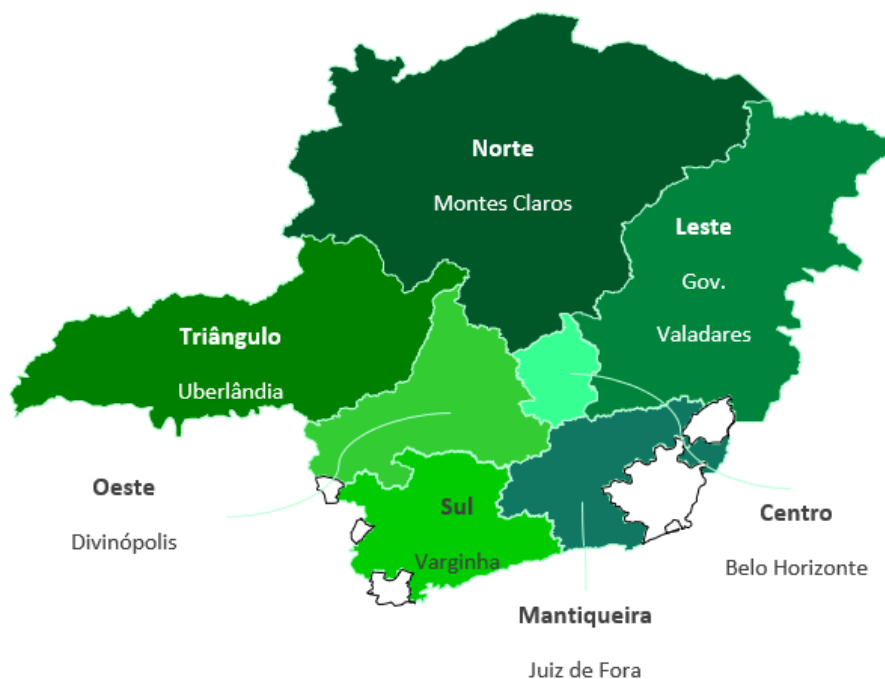 Norte
Montes Claros
Leste
Gov.
Valadares
Triângulo
Uberlândia
Oeste
Divinópolis
Sul
Varginha
Centro
Belo Horizonte
Mantiqueira
Juiz de Fora